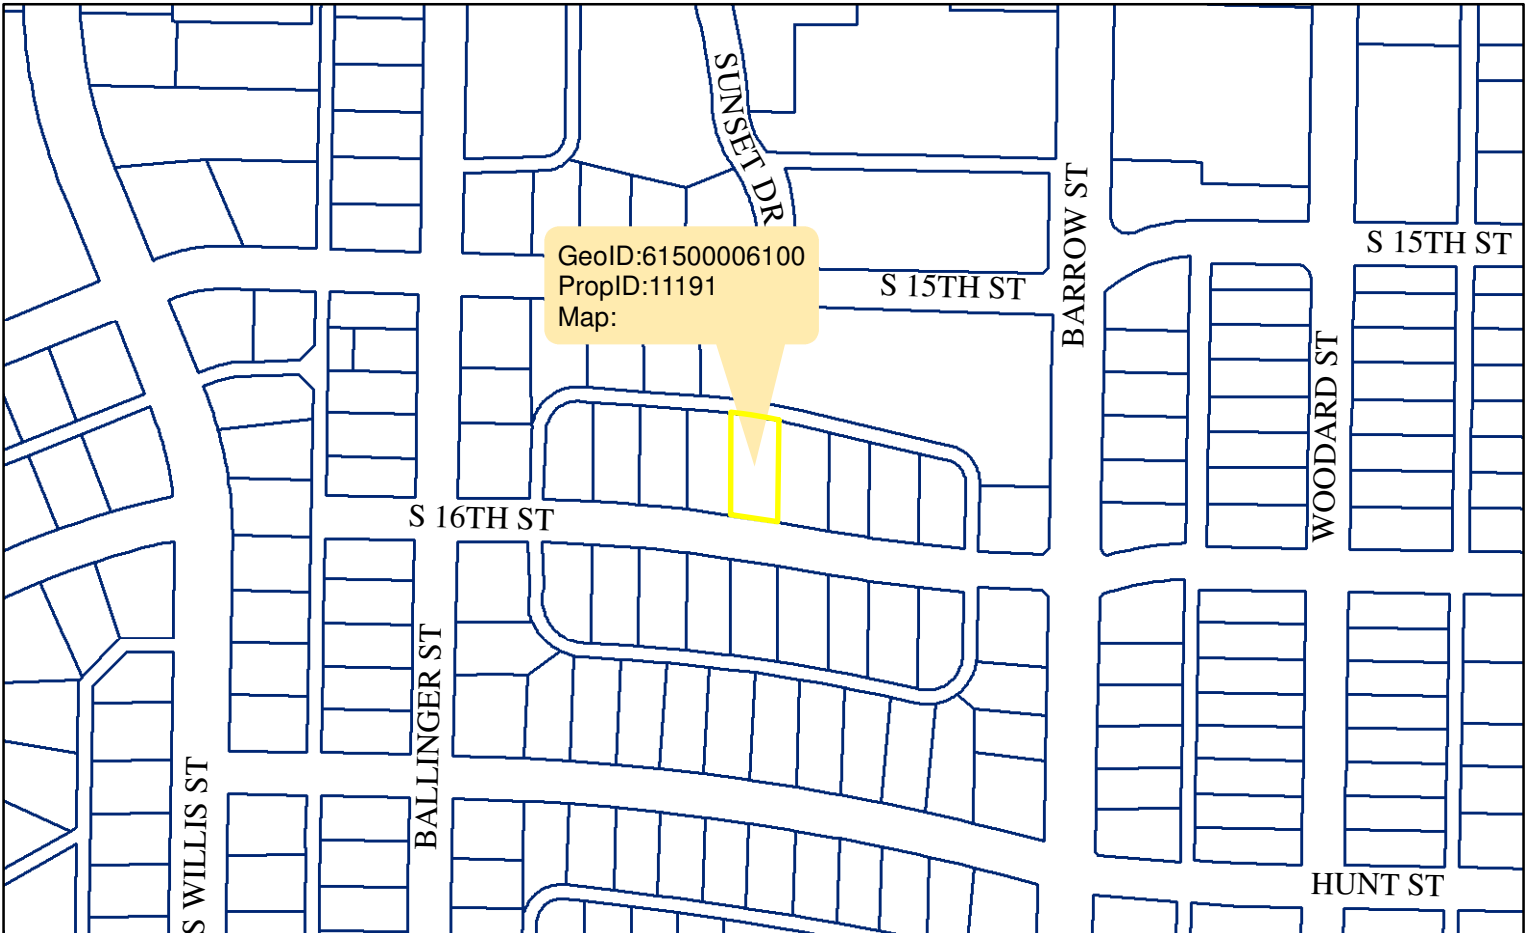 SUNSET DR
BARROW ST
S 15TH ST
GeoID:61500006100
PropID:11191
Map:
S 15TH ST
WOODARD ST
S 16TH ST
BALLINGER ST
S WILLIS ST
HUNT ST